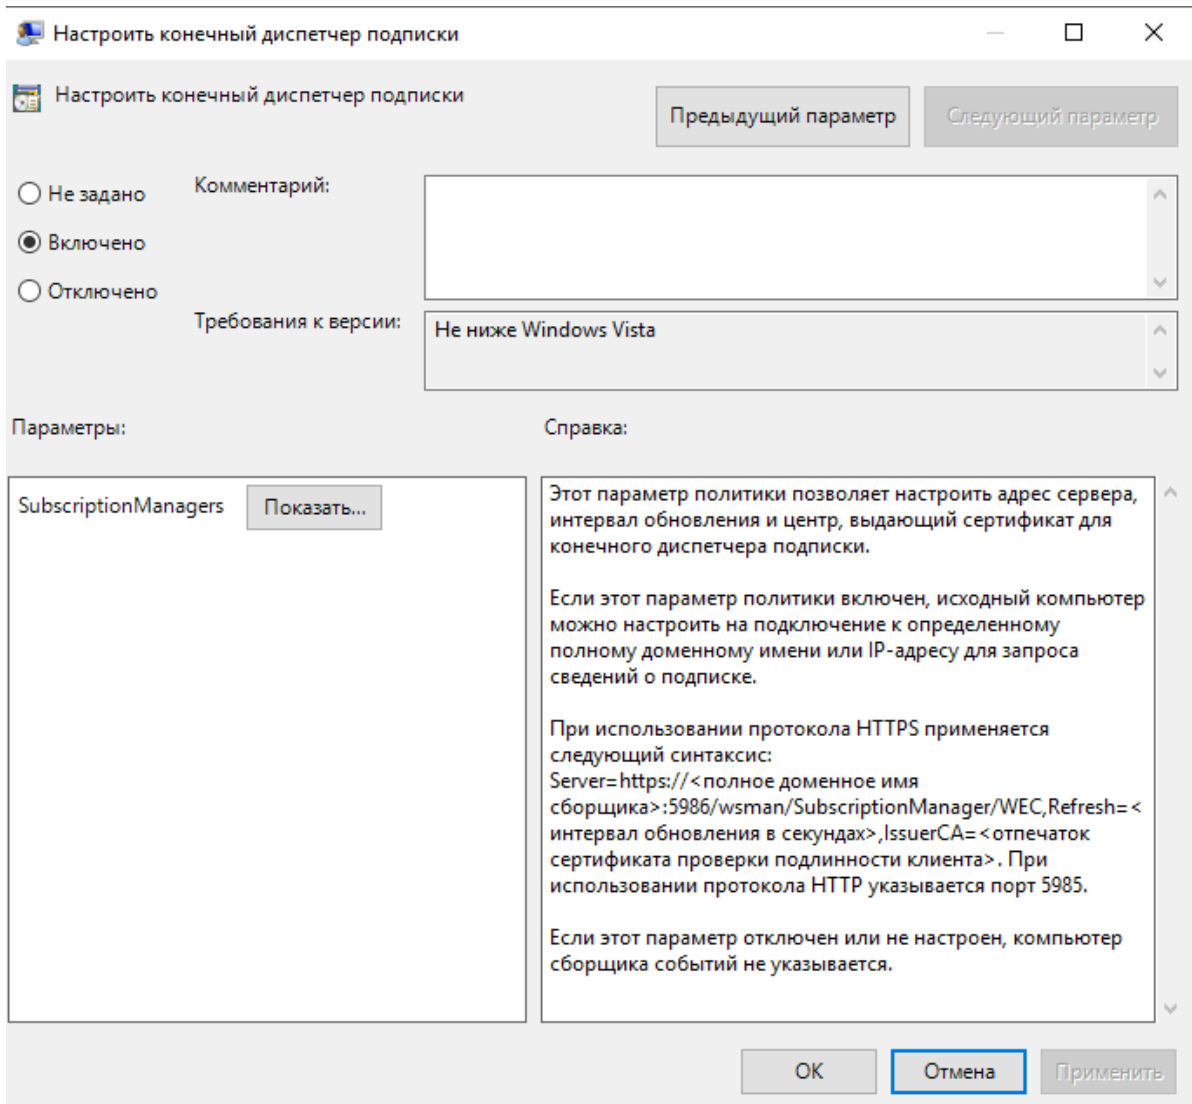 Настроить конечный диспетчер подписки
Настроить конечный диспетчер подписки
Предыдущий параметр
Следующий параметр
Не задано
Комментарий:
Включено
Отключено
Требования к версии:
Не ниже Windows Vista
Параметры:
Справка:
SubscriptionManagers
Показать...
Этот параметр политики позволяет настроить адрес сервера,
интервал обновления и центр, выдающий сертификат для
конечного диспетчера подписки.
Если этот параметр политики включен, исходный компьютер
можно настроить на подключение к определенному
полному доменному имени или IP-адресу для запроса
сведений о подписке.
При использовании протокола HTTPS применяется
следующий синтаксис:
Server=https://<полное доменное имя
сборщика>:5986/wsman/SubscriptionManager/WEC,Refresh=<
интервал обновления в секундах>,IssuerCA=<отпечаток
сертификата проверки подлинности клиента>. При
использовании протокола HTTP указывается порт 5985.
Если этот параметр отключен или не настроен, компьютер
сборщика событий не указывается.
ОК
Отмена
Применить